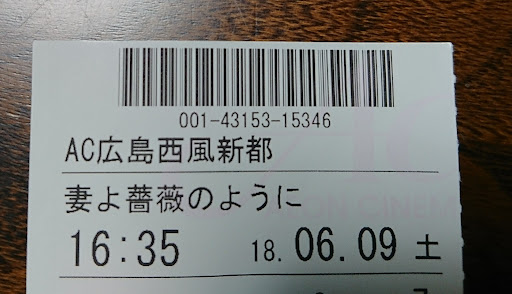 001-43153-15346
AC広島西風新都
妻よ薔薇のように
16:35 18.06.09 土